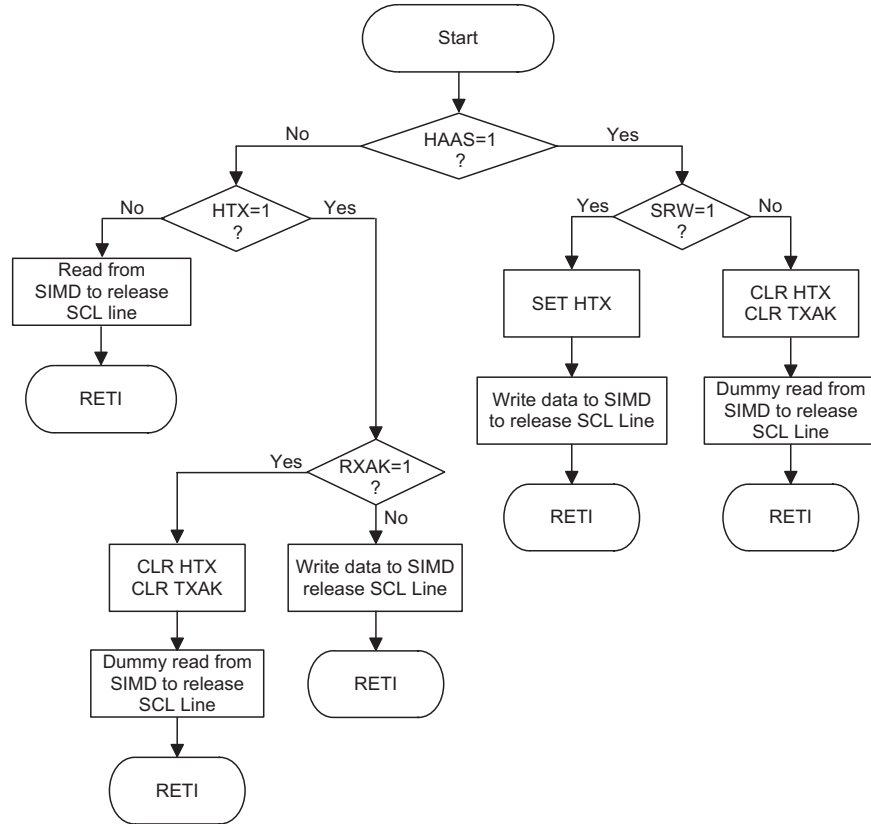 Start
No
HAAS=1
?
Yes
No
HTX=1
?
Yes
Yes
SRW=1
?
No
Read from
SIMD to release
SCL line
SET HTX
CLR HTX
CLR TXAK
RETI
Write data to SIMD
to release SCL Line
Dummy read from
SIMD to release
SCL Line
Yes
RXAK=1
?
No
RETI
RETI
CLR HTX
CLR TXAK
Write data to SIMD
release SCL Line
Dummy read from
SIMD to release
SCL Line
RETI
RETI